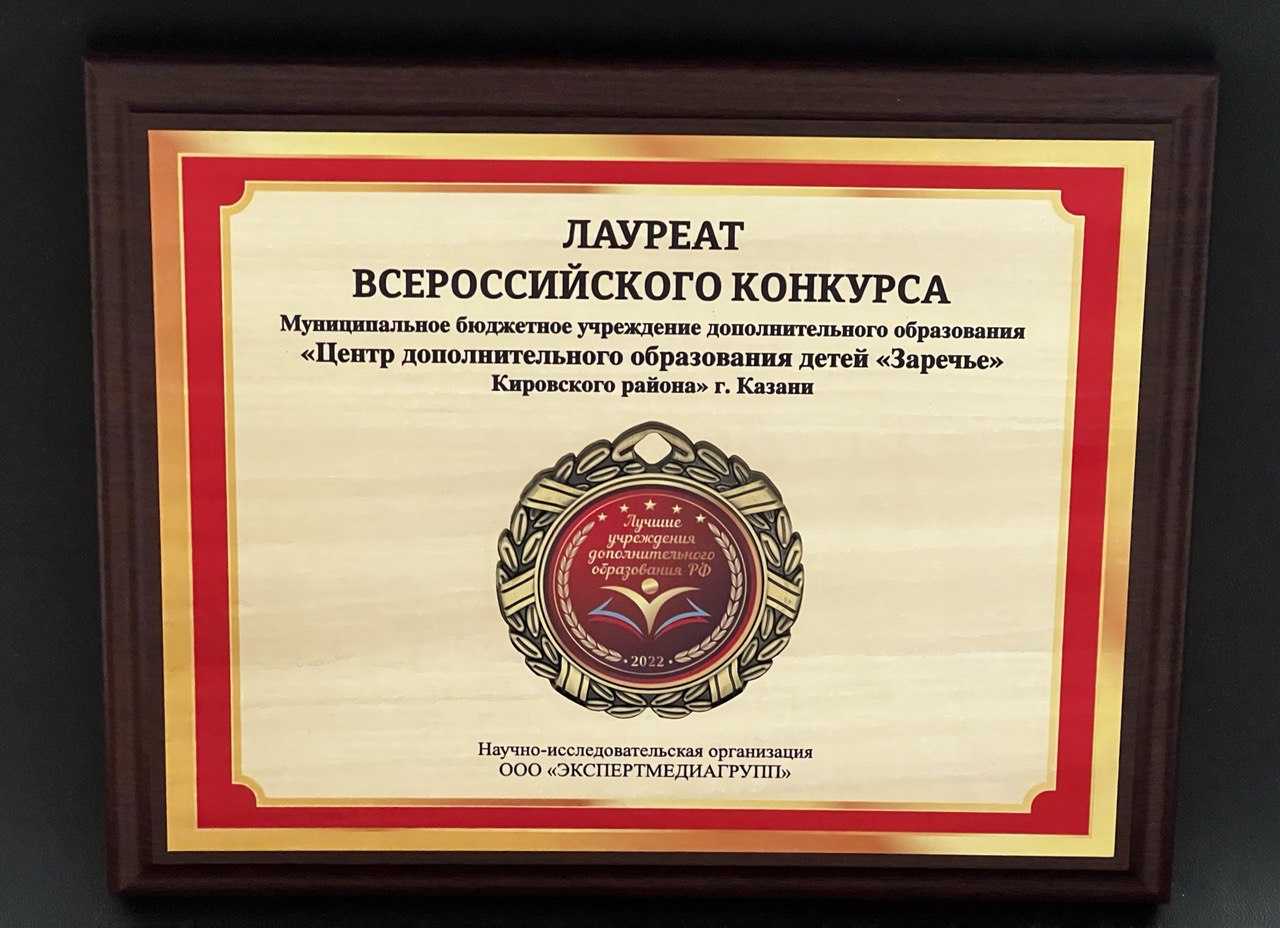 ЛАУРЕАТ
ВСЕРОССИЙСКОГО КОНКУРСА
Муниципальное бюджетное учреждение дополнительного образования
«Центр дополнительного образования детей «Заречье»
Кировского района» г. Казани
Лучшие
учреждения
дополнительного
образования РФ
• 2022 •
Научно-исследовательская организация
ООО «ЭКСПЕРТМЕДИАГРУПП»